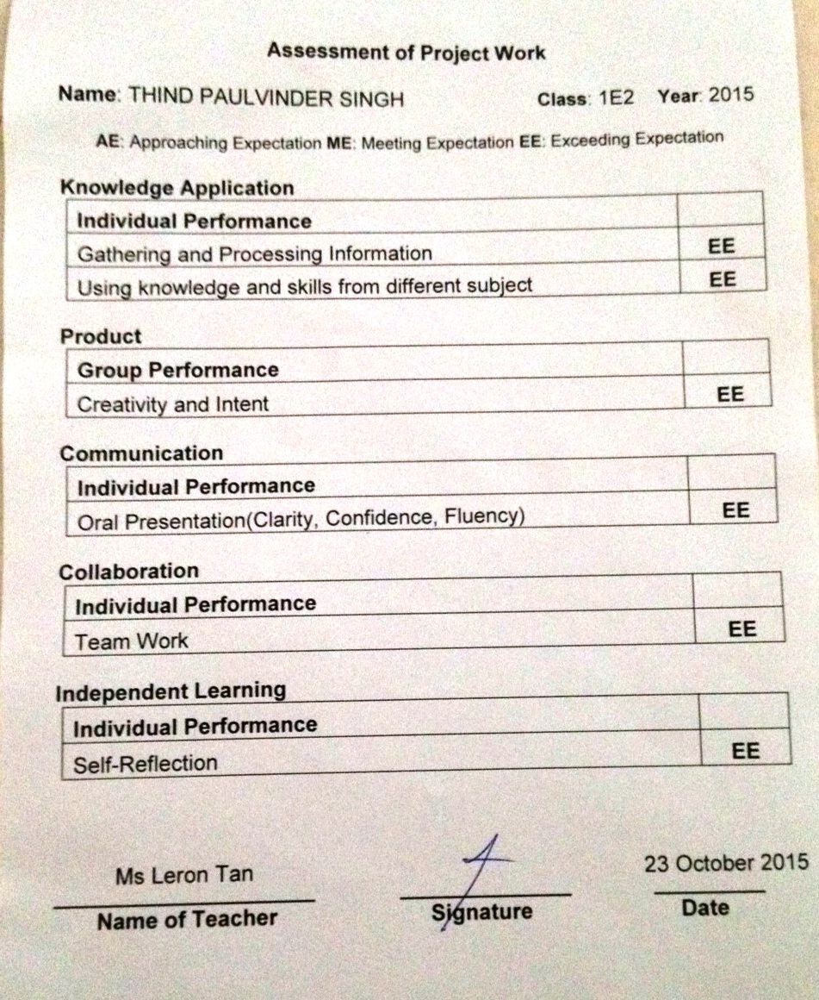 Assessment of Project Work
Name: THIND PAULVINDER SINGH Class: 1E2 Year: 2015
AE: Approaching Expectation ME: Meeting Expectation EE: Exceeding Expectation
Knowledge Application
Individual Performance
Gathering and Processing Information EE
Using knowledge and skills from different subject EE
Product
Group Performance
Creativity and Intent EE
Communication
Individual Performance
Oral Presentation(Clarity, Confidence, Fluency) EE
Collaboration
Individual Performance
Team Work EE
Independent Learning
Individual Performance
Self-Reflection EE
Ms Leron Tan 23 October 2015
Name of Teacher Signature Date